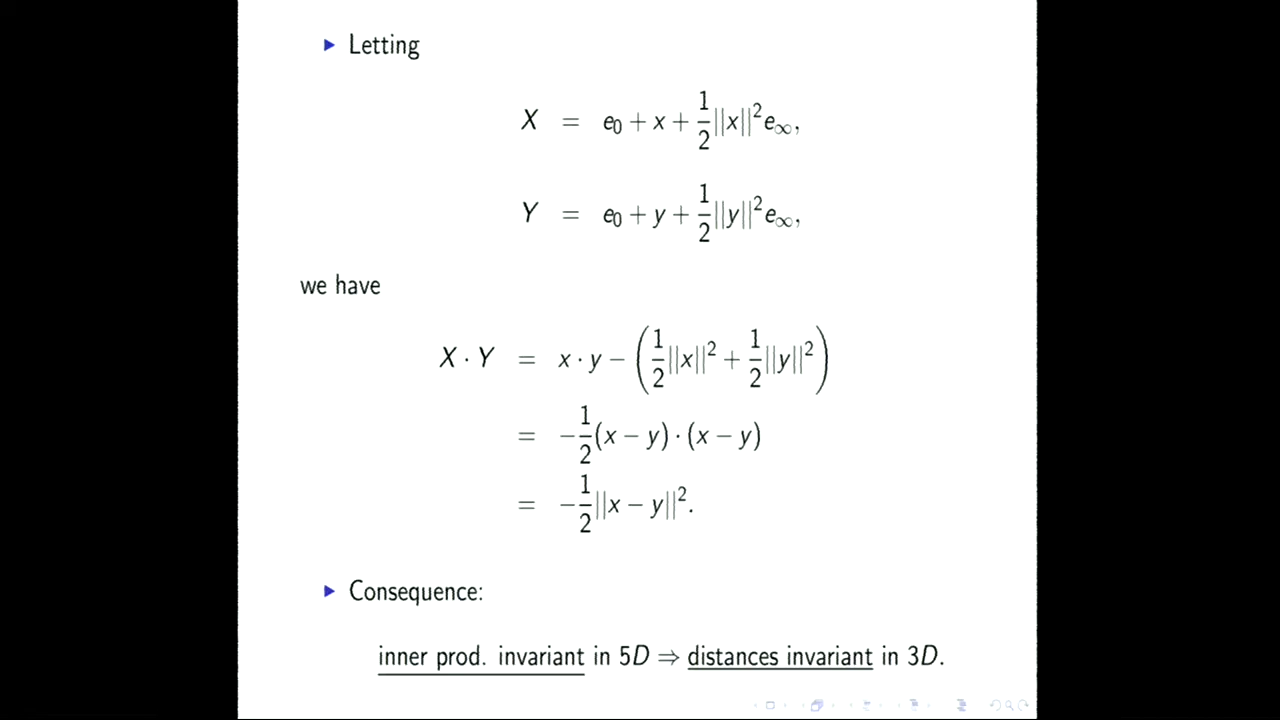 ▶ Letting
X = e₀ + x + 1/2 ||x||² e∞,
Y = e₀ + y + 1/2 ||y||² e∞,
we have
X · Y = x · y − (1/2 ||x||² + 1/2 ||y||²)
= −1/2 (x − y) · (x − y)
= −1/2 ||x − y||².
▶ Consequence:
inner prod. invariant in 5D ⇒ distances invariant in 3D.